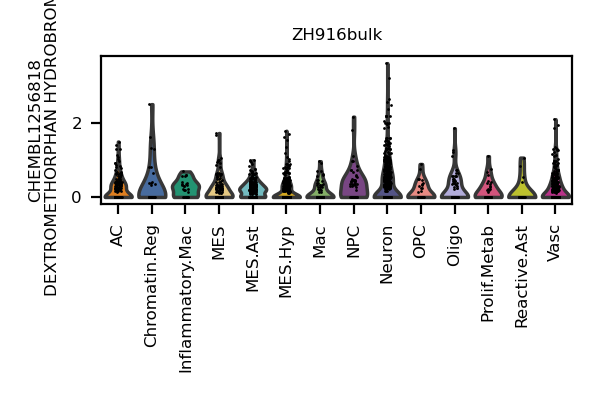 ZH916bulk
CHEMBL1256818
DEXTROMETHORPHAN HYDROBROM
2
0
AC
Chromatin.Reg
Inflammatory.Mac
MES
MES.Ast
MES.Hyp
Mac
NPC
Neuron
OPC
Oligo
Prolif.Metab
Reactive.Ast
Vasc